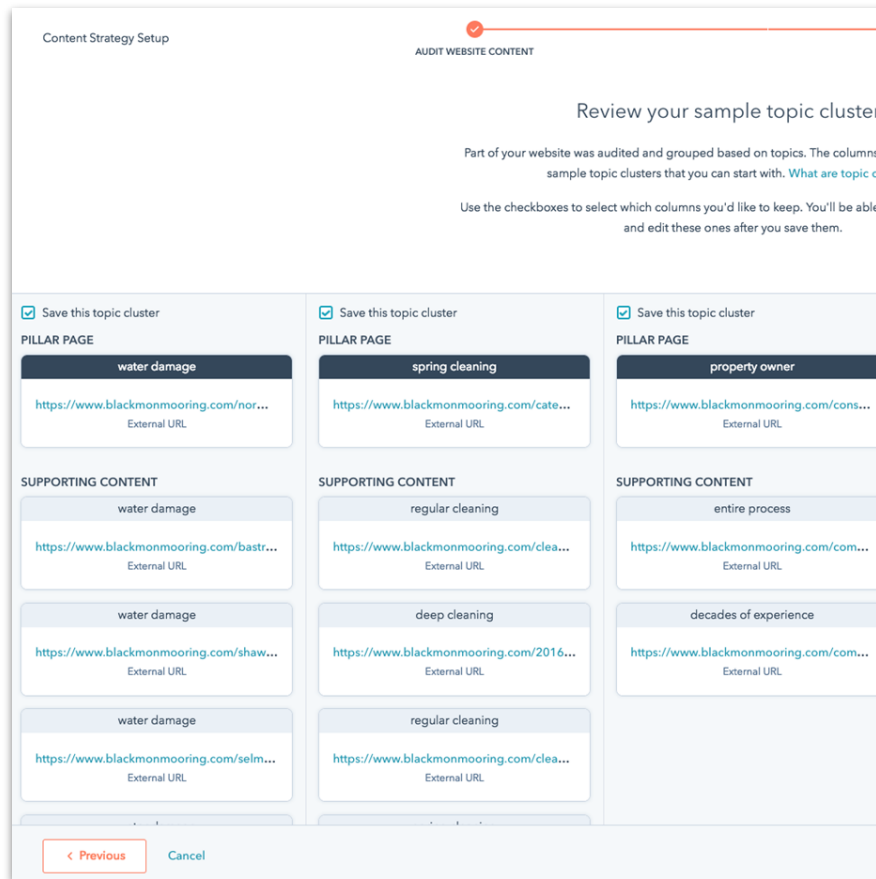 Content Strategy Setup
AUDIT WEBSITE CONTENT
Review your sample topic cluster
Part of your website was audited and grouped based on topics. The columns
sample topic clusters that you can start with. What are topic c
Use the checkboxes to select which columns you'd like to keep. You'll be able
and edit these ones after you save them.
Save this topic cluster
PILLAR PAGE
water damage
https://www.blackmonmooring.com/nor...
External URL
SUPPORTING CONTENT
water damage
https://www.blackmonmooring.com/bastr...
External URL
water damage
https://www.blackmonmooring.com/shaw...
External URL
water damage
https://www.blackmonmooring.com/selm...
External URL
Save this topic cluster
PILLAR PAGE
spring cleaning
https://www.blackmonmooring.com/cate...
External URL
SUPPORTING CONTENT
regular cleaning
https://www.blackmonmooring.com/clea...
External URL
deep cleaning
https://www.blackmonmooring.com/2016...
External URL
regular cleaning
https://www.blackmonmooring.com/clea...
External URL
Save this topic cluster
PILLAR PAGE
property owner
https://www.blackmonmooring.com/cons...
External URL
SUPPORTING CONTENT
entire process
https://www.blackmonmooring.com/com...
External URL
decades of experience
https://www.blackmonmooring.com/com...
External URL
< Previous
Cancel